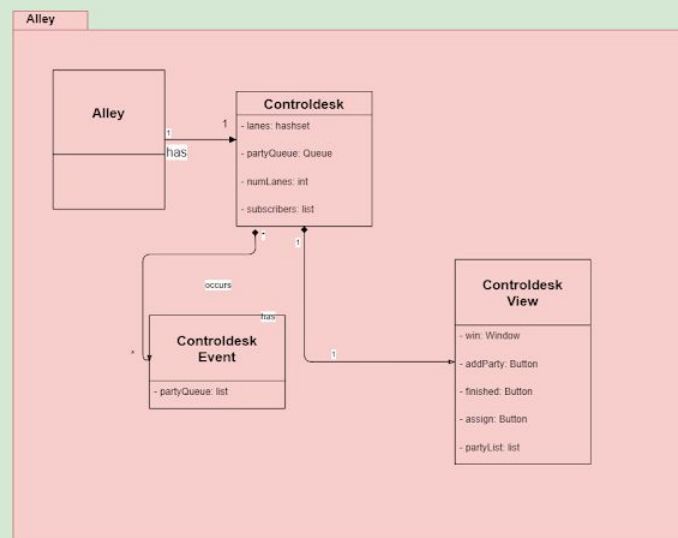 Alley
Alley
1
has
1
Controldesk
- lanes: hashset
- partyQueue: Queue
- numLanes: int
- subscribers: list
*
1
occurs
has
*
Controldesk
Event
- partyQueue: list
1
Controldesk
View
- win: Window
- addParty: Button
- finished: Button
- assign: Button
- partyList: list